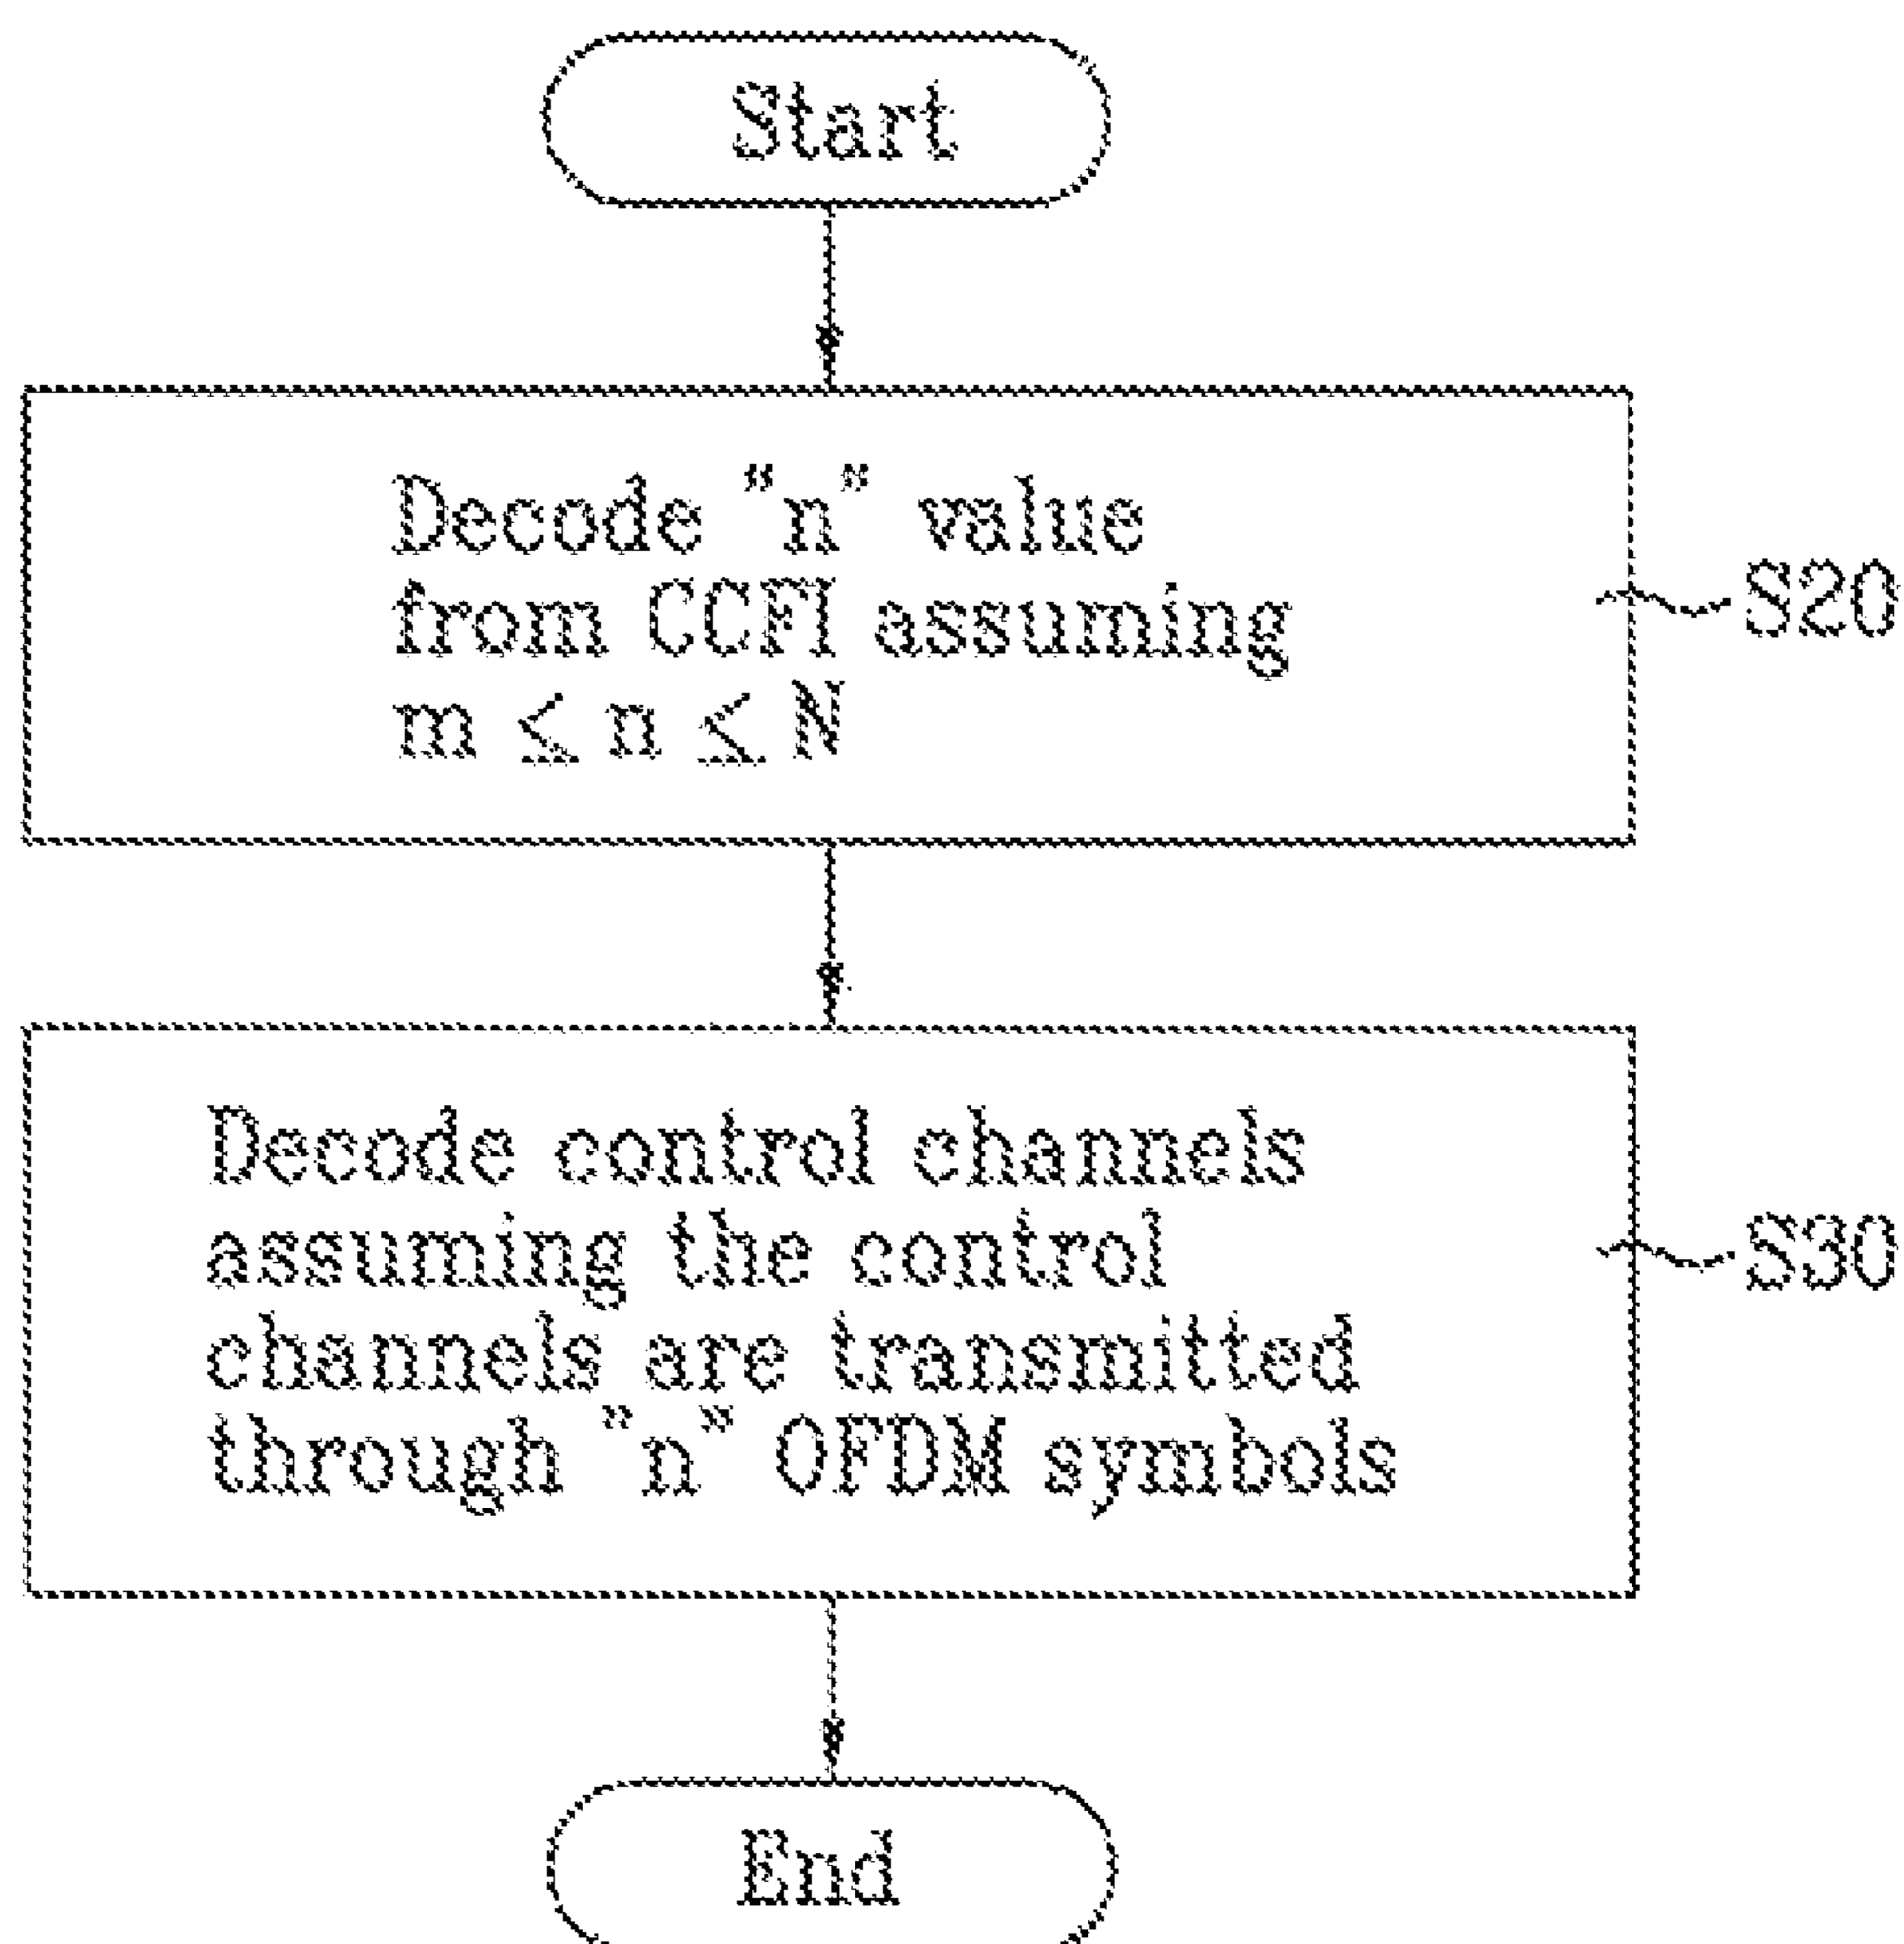 Start
Decode "n" value
from CCFI assuming
m ≤ n ≤ N
S20
Decode control channels
assuming the control
channels are transmitted
through "n" OFDM symbols
S30
End